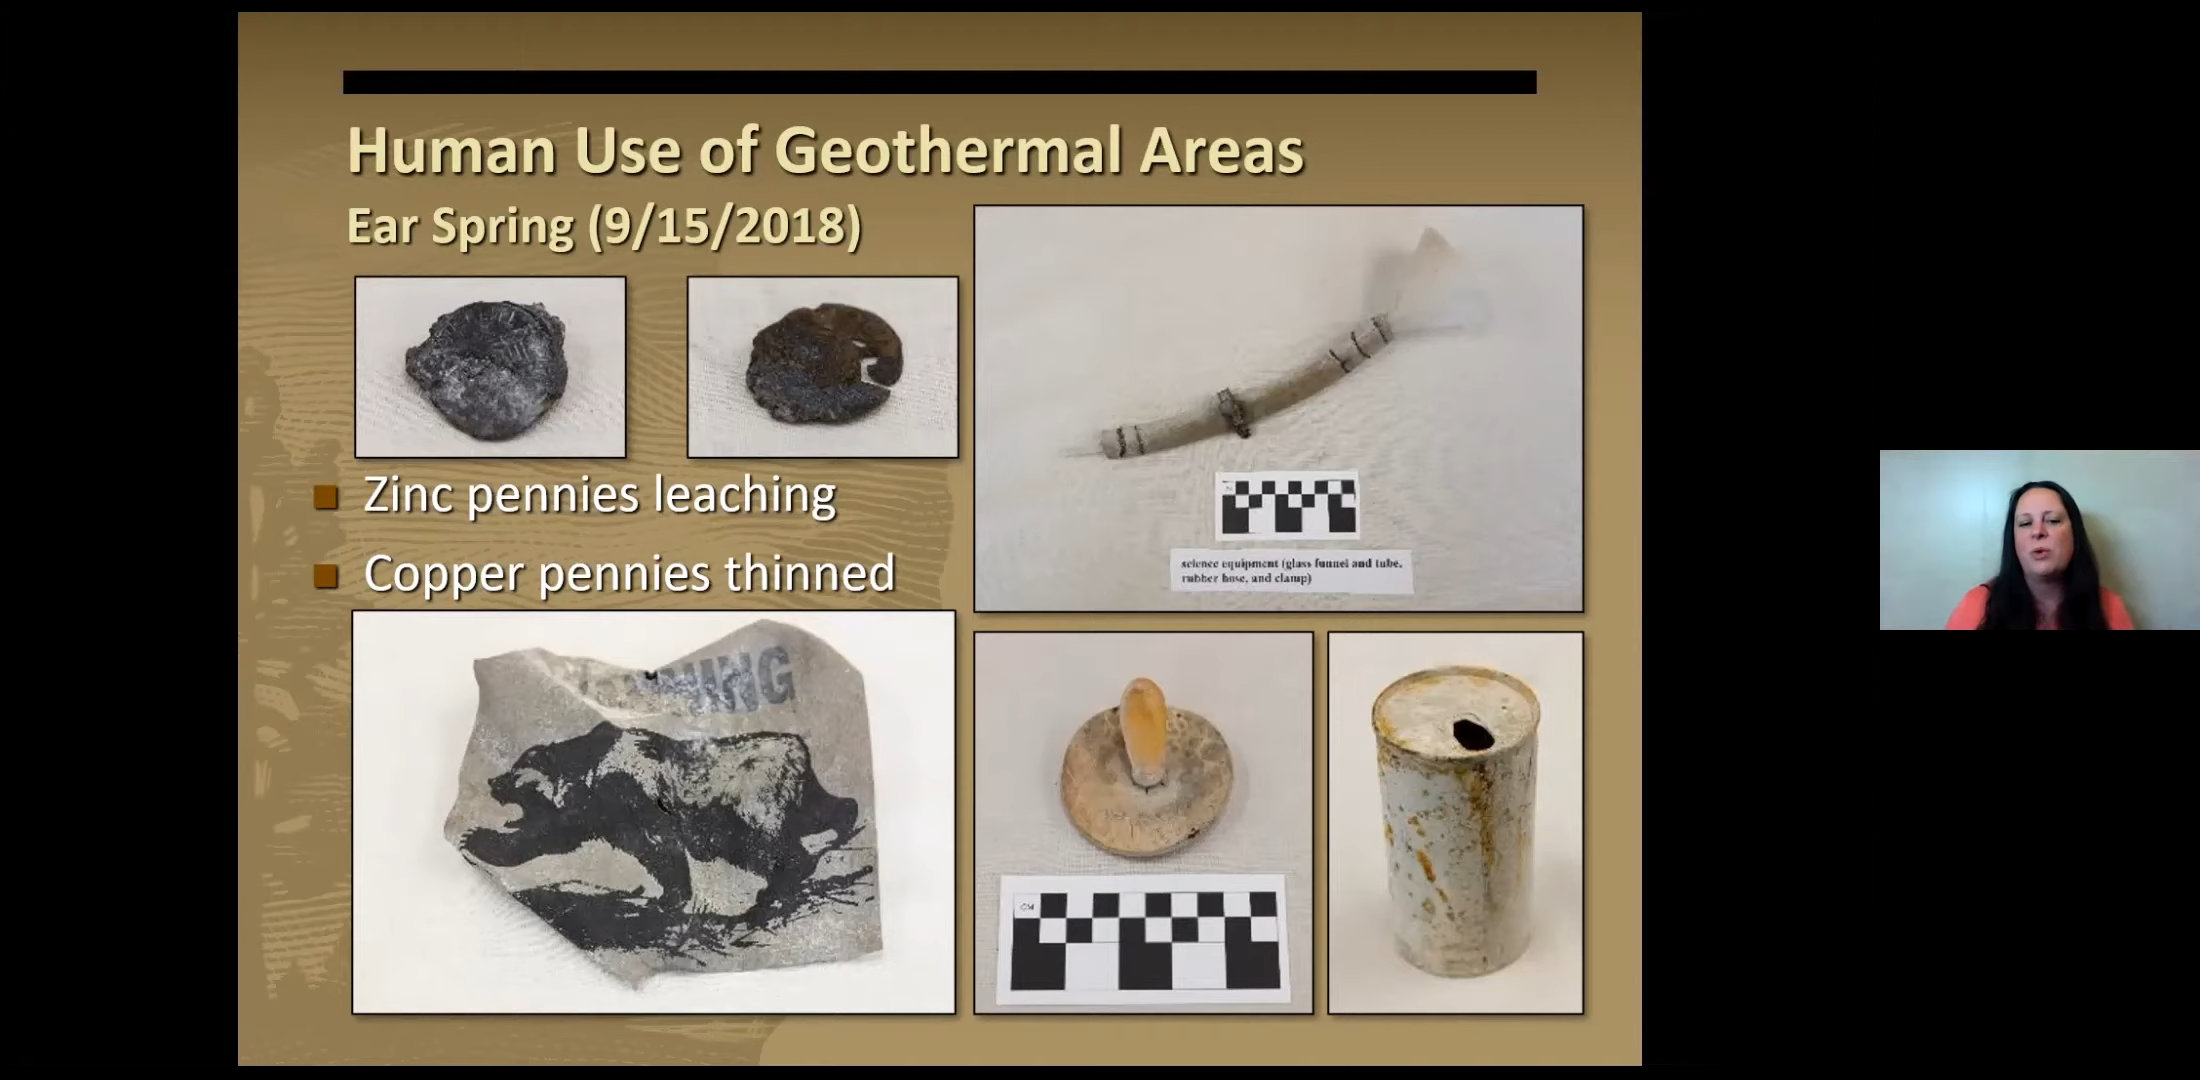 Human Use of Geothermal Areas
Ear Spring (9/15/2018)
Zinc pennies leaching
Copper pennies thinned
science equipment (glass funnel and tube,
rubber hose, and clamp)
CM